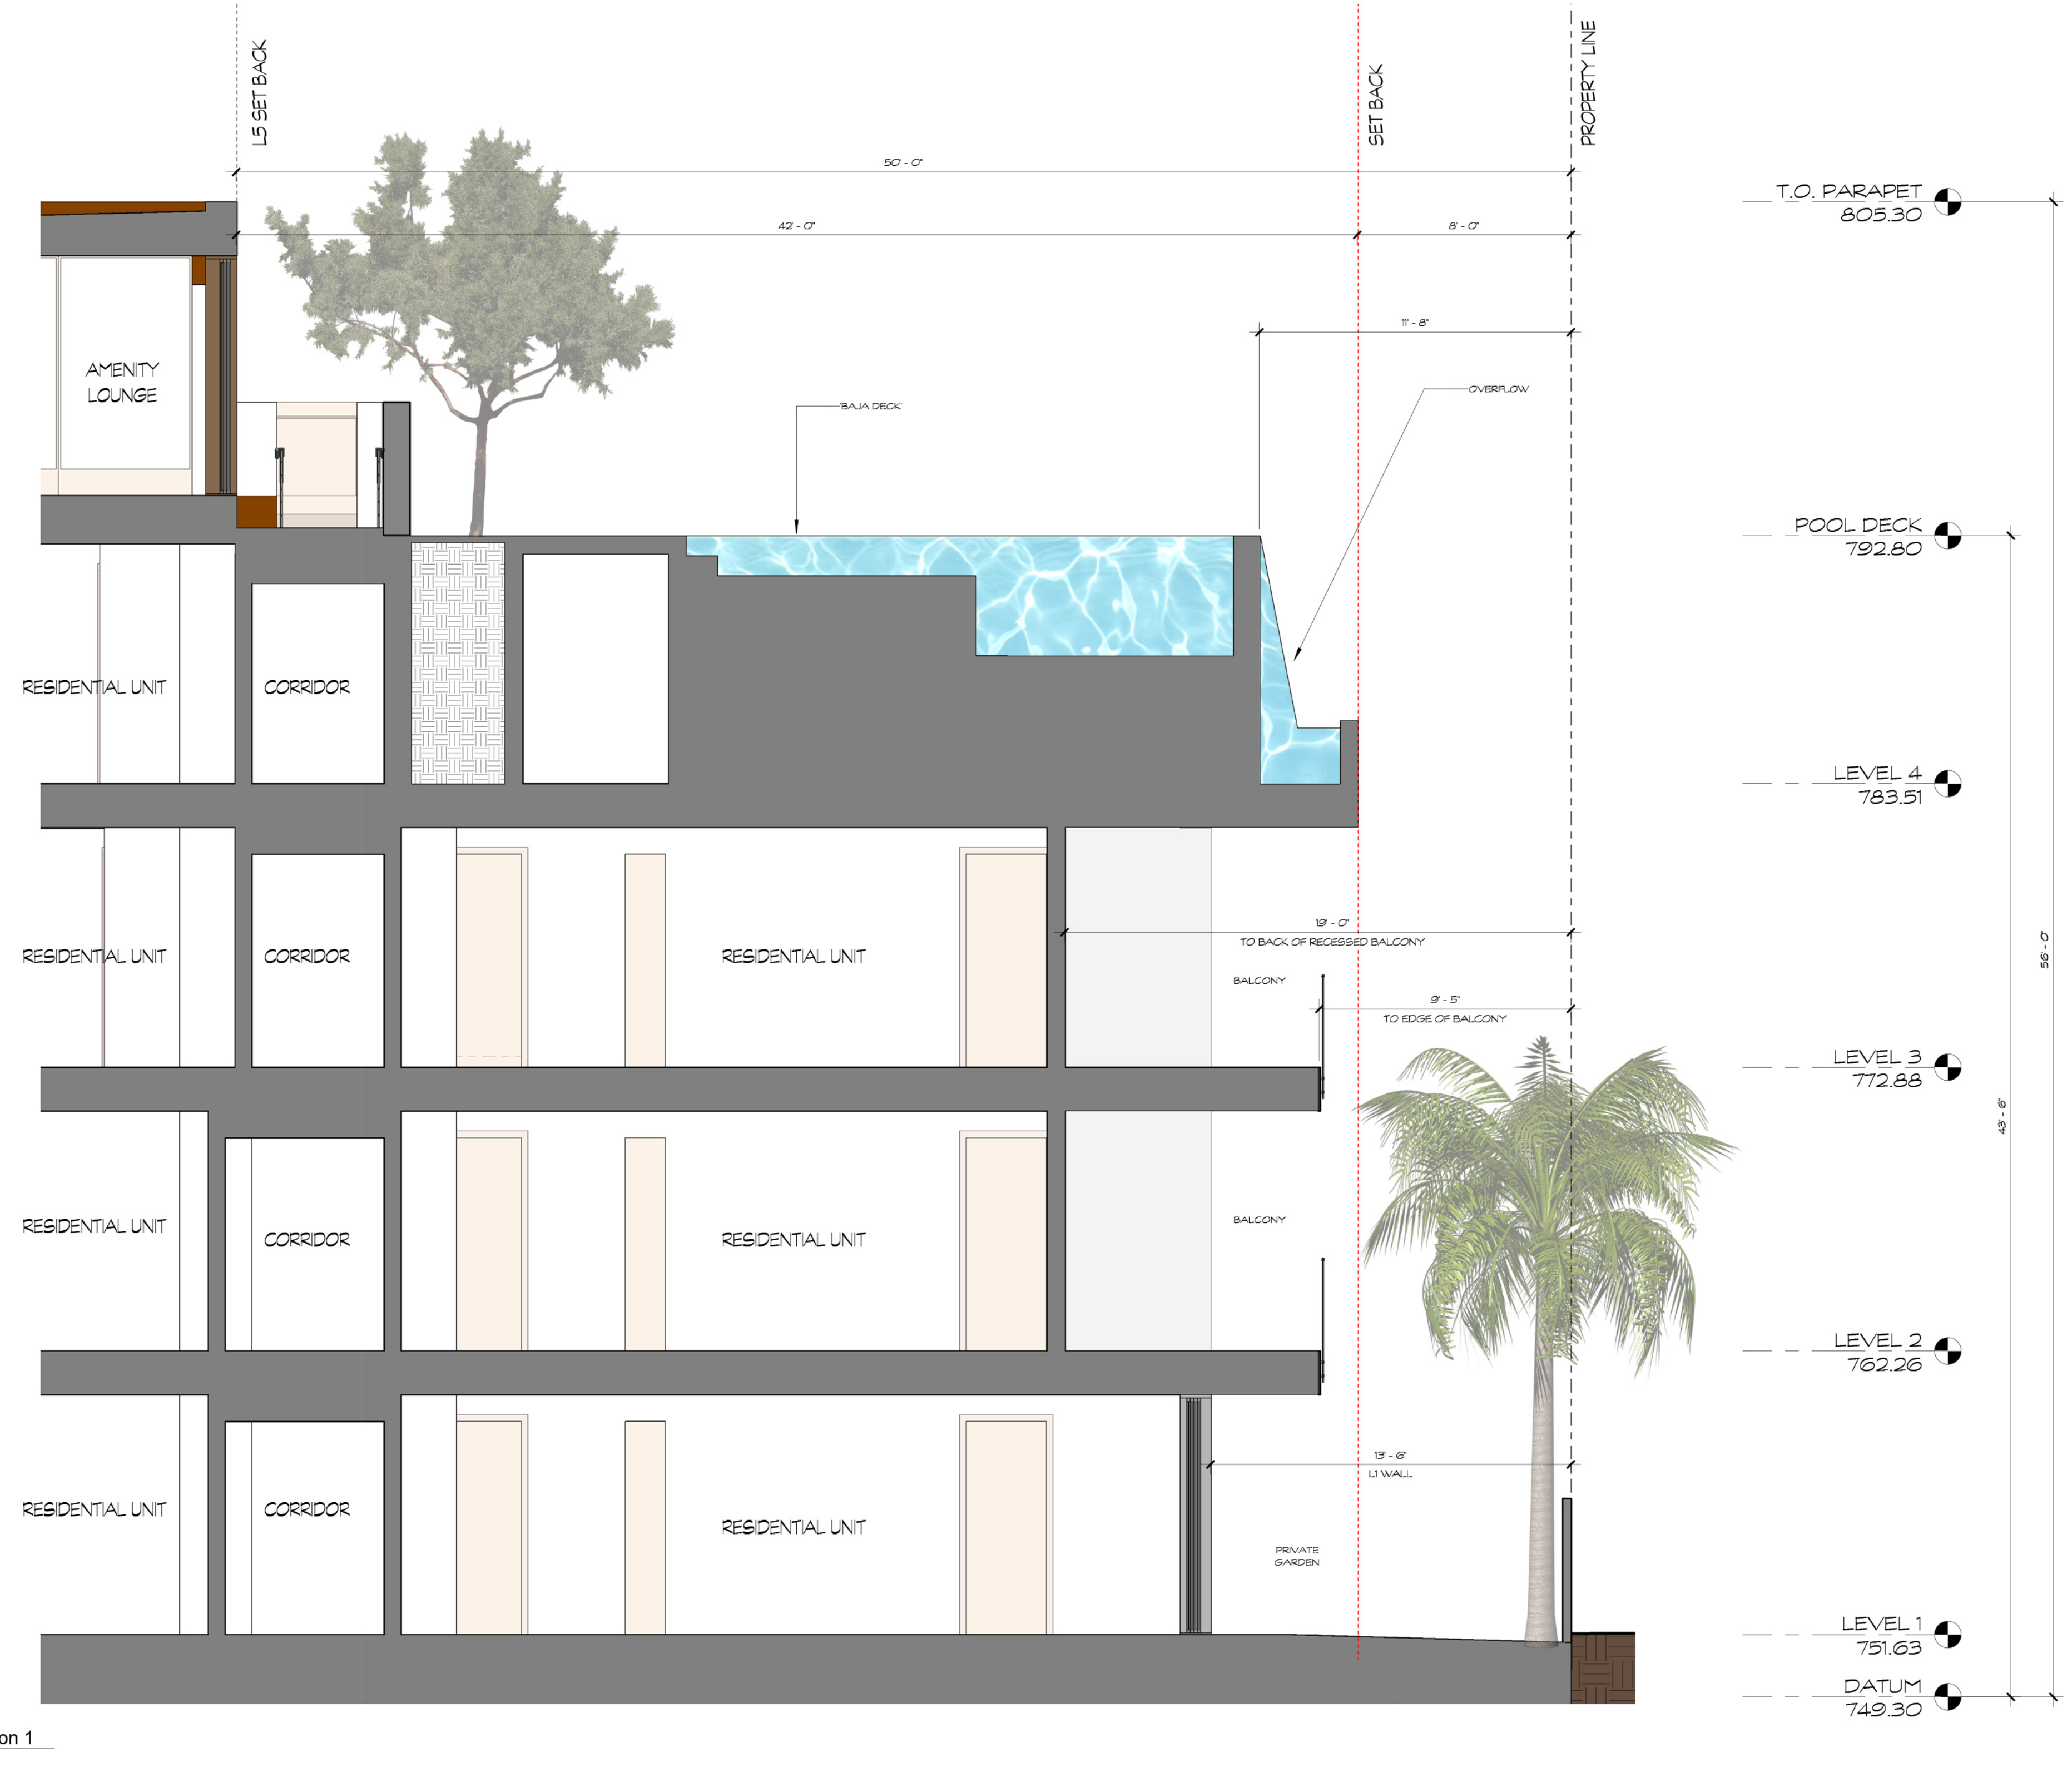 L5 SET BACK
SET BACK
PROPERTY LINE
50' - 0"
T.O. PARAPET
805.30
42' - 0"
8' - 0"
11' - 8"
AMENITY
LOUNGE
'BAJA DECK'
OVERFLOW
POOL DECK
792.80
RESIDENTIAL UNIT
CORRIDOR
LEVEL 4
783.51
19' - 0"
TO BACK OF RECESSED BALCONY
56' - 0"
RESIDENTIAL UNIT
CORRIDOR
RESIDENTIAL UNIT
BALCONY
9' - 5"
TO EDGE OF BALCONY
LEVEL 3
772.88
43' - 6"
RESIDENTIAL UNIT
CORRIDOR
RESIDENTIAL UNIT
BALCONY
LEVEL 2
762.26
13' - 6"
L1 WALL
RESIDENTIAL UNIT
CORRIDOR
RESIDENTIAL UNIT
PRIVATE
GARDEN
LEVEL 1
751.63
DATUM
749.30
on 1